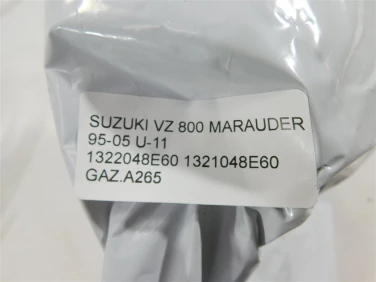 SUZUKI VZ 800 MARAUDER
95-05 U-11
1322048E60 1321048E60
GAZ.A265